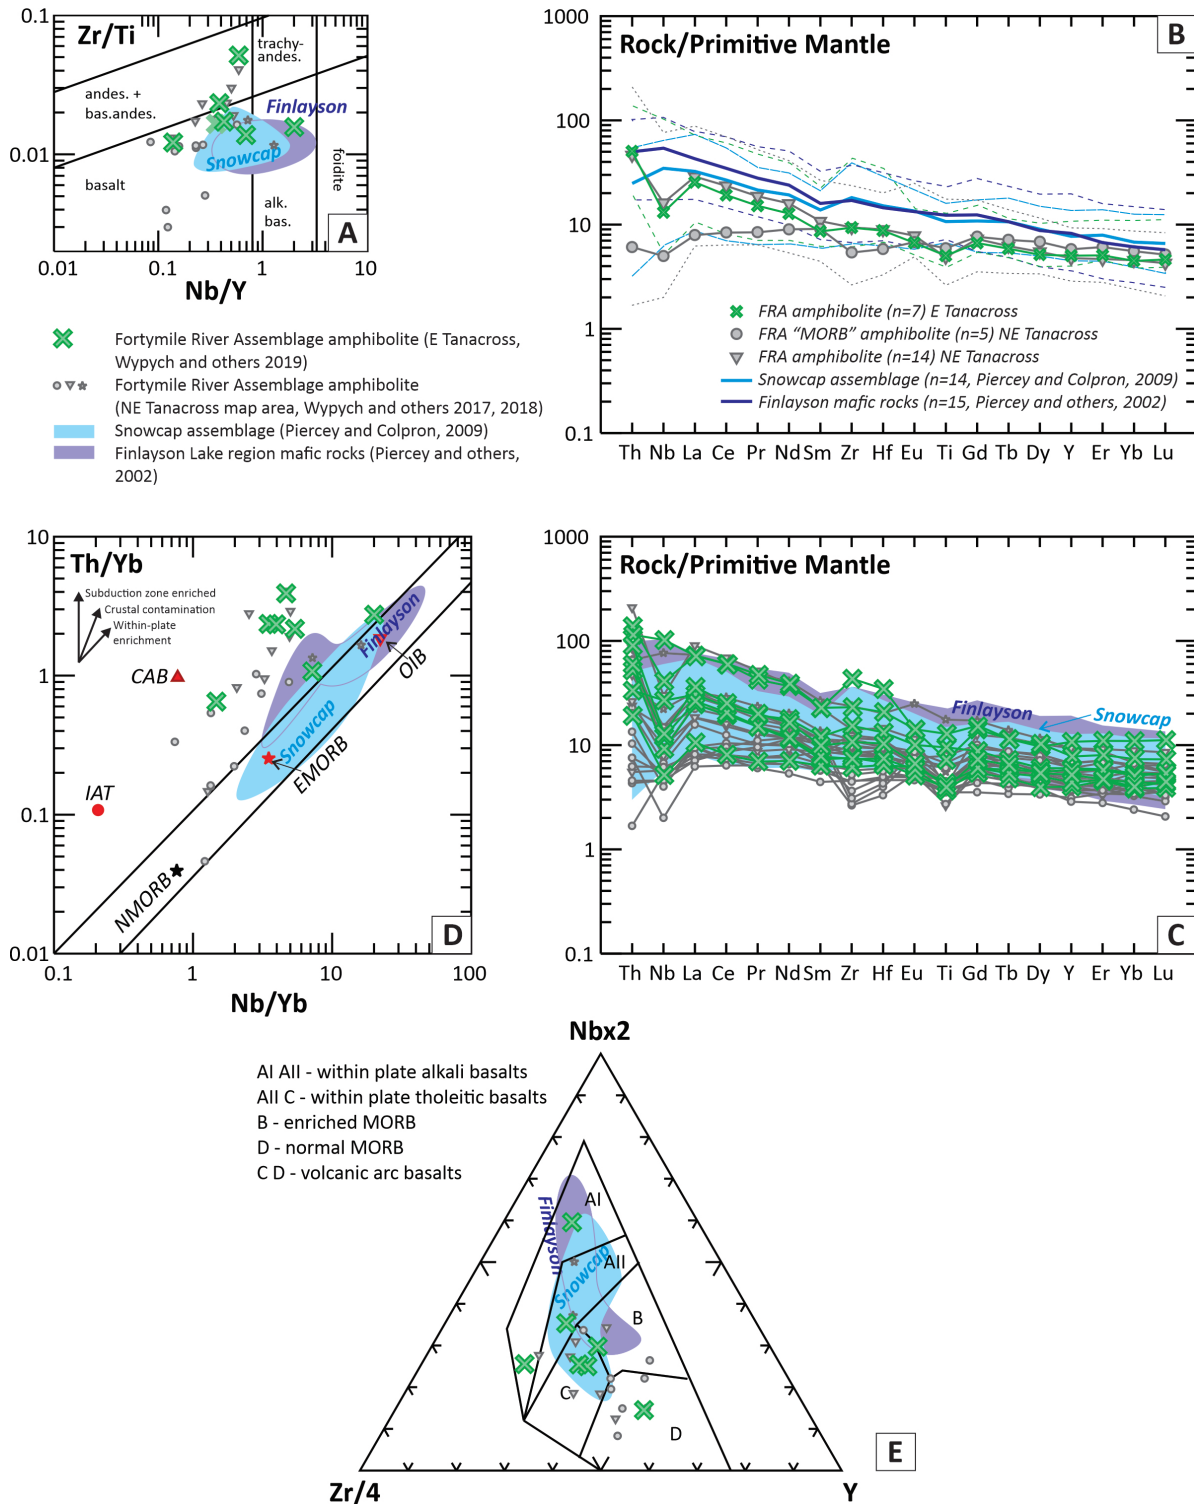 0.1
Zr/Ti
trachy-
andes.
andes. +
bas.andes.
Finlayson
0.01
Snowcap
basalt
foidite
alk.
bas.
A
0.01
0.1
1
10
Nb/Y
Fortymile River Assemblage amphibolite (E Tanacross,
Wypych and others 2019)
Fortymile River Assemblage amphibolite
(NE Tanacross map area, Wypych and others 2017, 2018)
Snowcap assemblage (Piercey and Colpron, 2009)
Finlayson Lake region mafic rocks (Piercey and others,
2002)
1000
Rock/Primitive Mantle
B
100
10
1
0.1
FRA amphibolite (n=7) E Tanacross
FRA “MORB” amphibolite (n=5) NE Tanacross
FRA amphibolite (n=14) NE Tanacross
Snowcap assemblage (n=14, Piercey and Colpron, 2009)
Finlayson mafic rocks (n=15, Piercey and others, 2002)
Th Nb La Ce Pr Nd Sm Zr Hf Eu Ti Gd Tb Dy Y Er Yb Lu
10
Th/Yb
Subduction zone enriched
Crustal contamination
Within-plate
enrichment
Finlayson
1
CAB
OIB
Snowcap
EMORB
IAT
0.1
NMORB
D
0.01
0.1
1
10
100
Nb/Yb
1000
Rock/Primitive Mantle
100
Finlayson
Snowcap
10
1
C
0.1
Th Nb La Ce Pr Nd Sm Zr Hf Eu Ti Gd Tb Dy Y Er Yb Lu
Nbx2
AI AII - within plate alkali basalts
AII C - within plate tholeitic basalts
B - enriched MORB
D - normal MORB
C D - volcanic arc basalts
AI
Finlayson
AII
Snowcap
B
C
D
E
Zr/4
Y